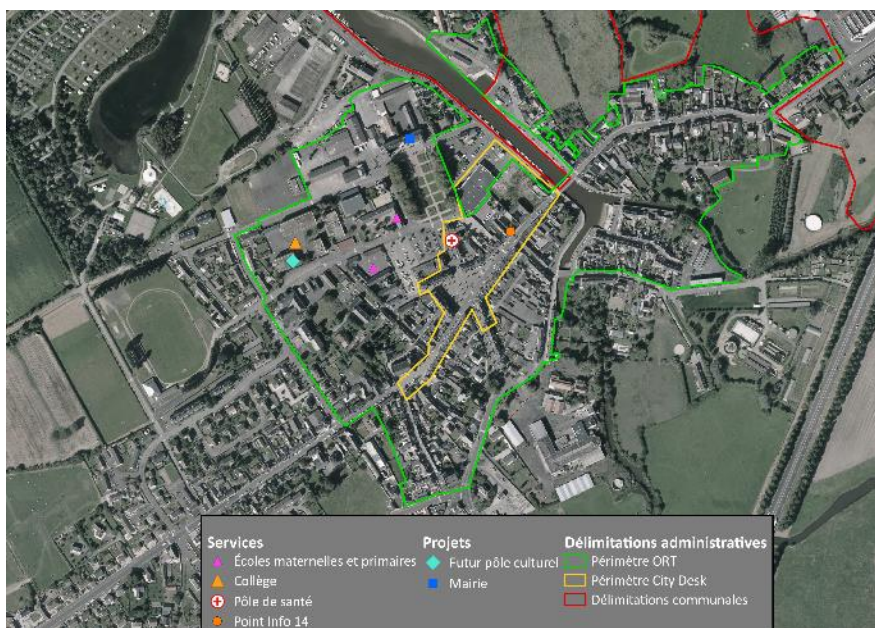 Services
Écoles maternelles et primaires
Collège
Pôle de santé
Point Info 14
Projets
Futur pôle culturel
Mairie
Délimitations administratives
Périmètre ORT
Périmètre City Desk
Délimitations communales